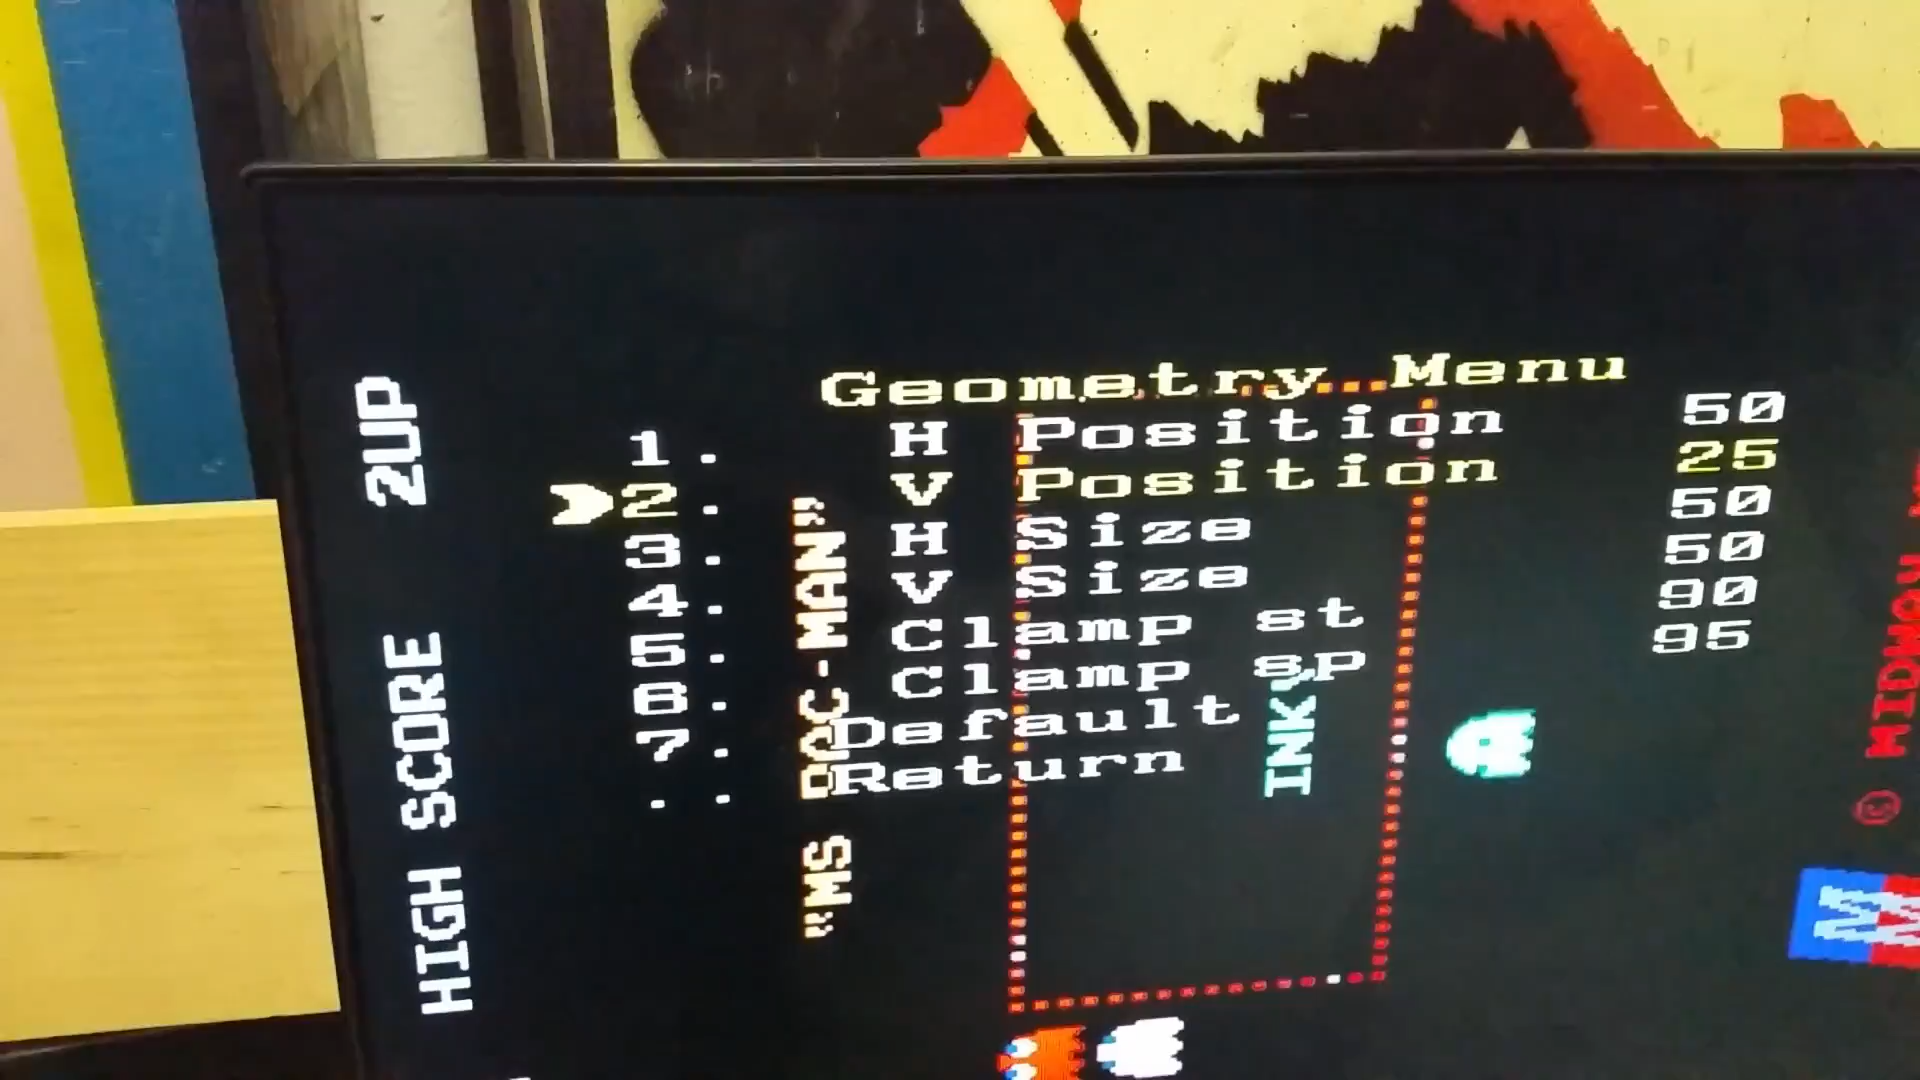 Geometry Menu
1. H Position 50
2. V Position 25
3. H Size 50
4. V Size 50
5. Clamp st 90
6. Clamp sp 95
7. Default
. . Return
2UP
HIGH SCORE
"MS PAC-MAN"
INK
© MIDWAY